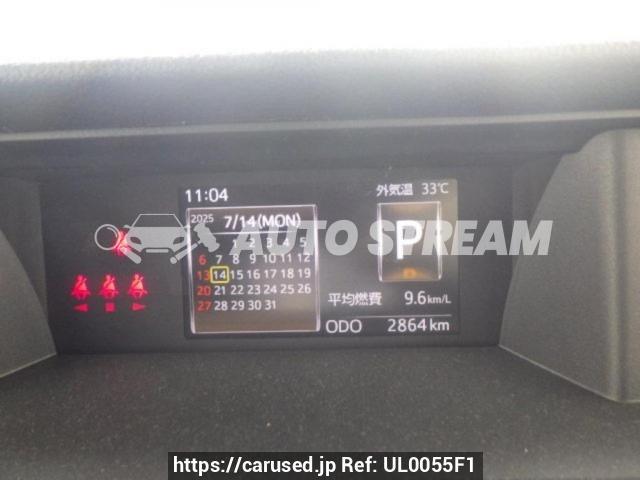 11:04
外気温 33℃
2025 7/14(MON)
1 2 3 4 5
6 7 8 9 10 11 12
13 14 15 16 17 18 19
20 21 22 23 24 25 26
27 28 29 30 31
P
平均燃費 9.6km/L
ODO 2864km
AUTO SPREAM
https://carused.jp Ref: UL0055F1